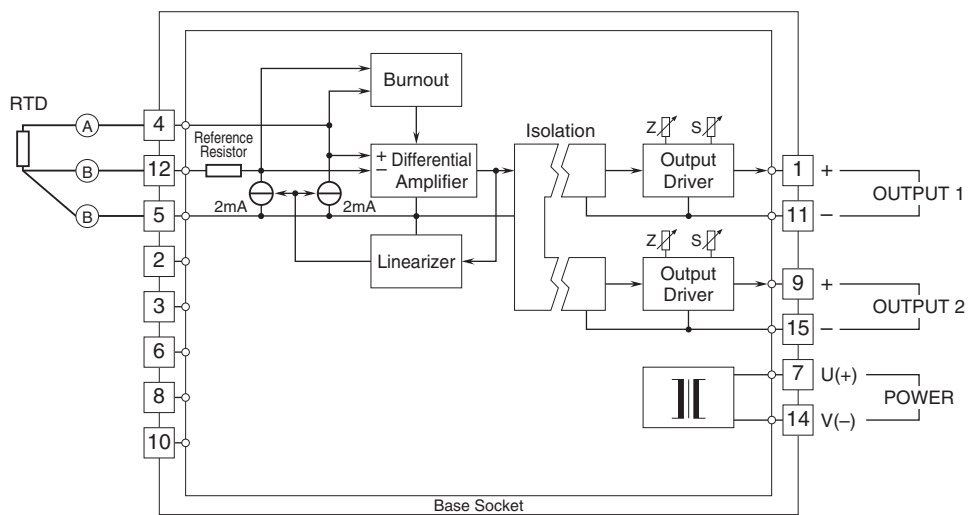 RTD
A
B
B
4
12
5
2
3
6
8
10
Reference
Resistor
2mA
2mA
Burnout
+
−
Differential
Amplifier
Linearizer
Isolation
Z
S
Output
Driver
Z
S
Output
Driver
1
+
11
−
OUTPUT 1
9
+
15
−
OUTPUT 2
7
U(+)
14
V(−)
POWER
Base Socket